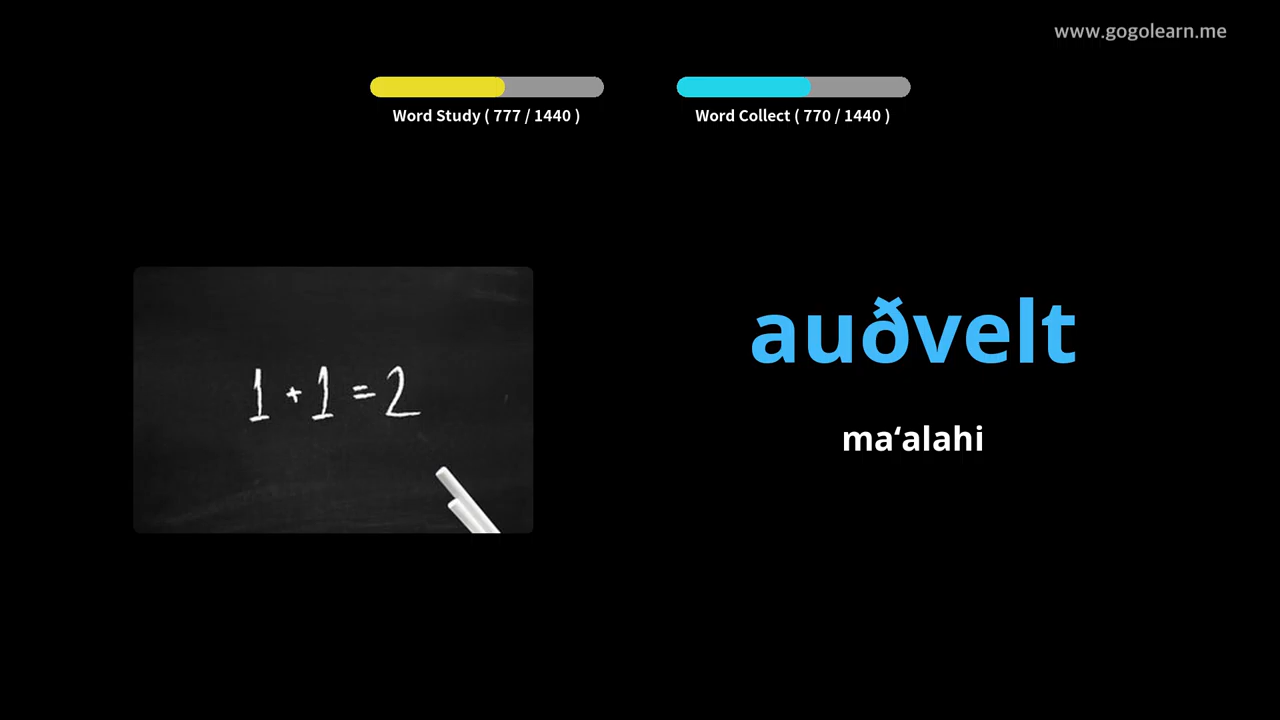 www.gogolearn.me
Word Study ( 777 / 1440 )
Word Collect ( 770 / 1440 )
1 + 1 = 2
auðvelt
maʻalahi